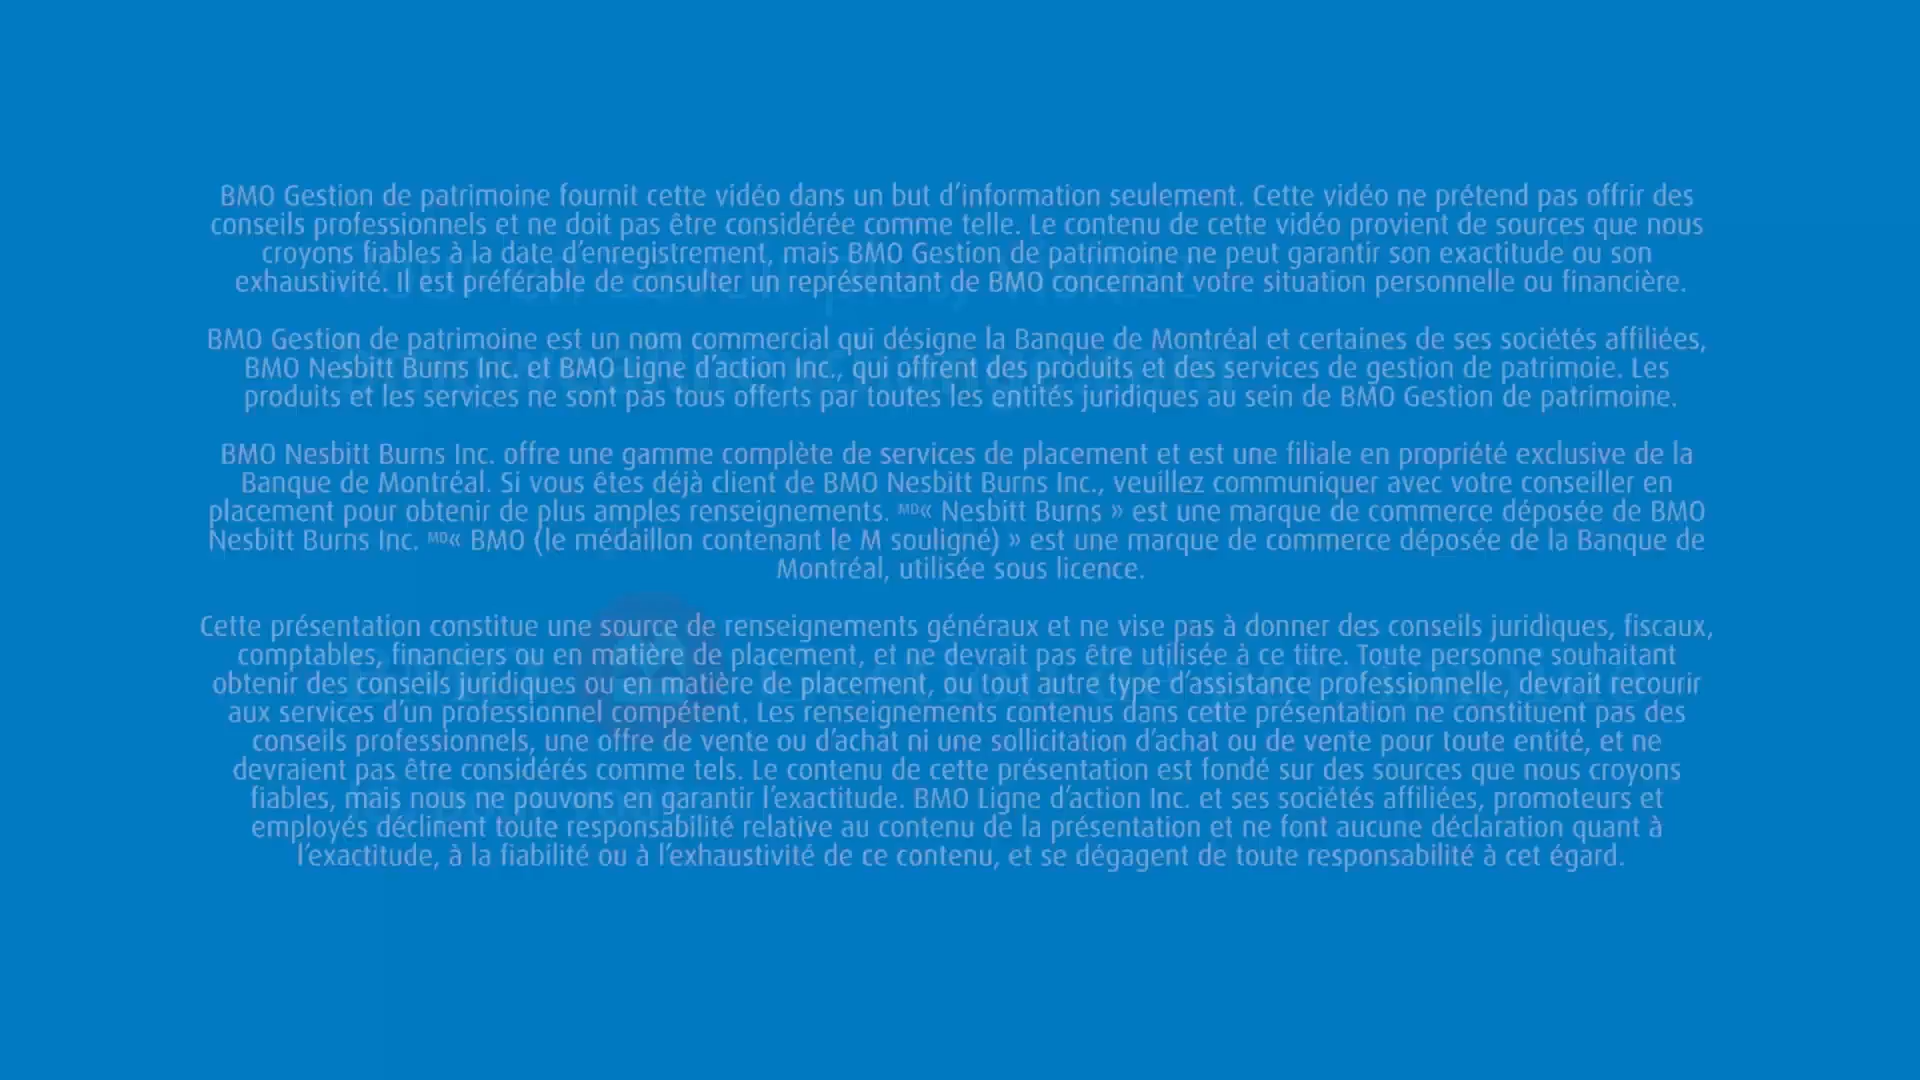 BMO Gestion de patrimoine fournit cette vidéo dans un but d’information seulement. Cette vidéo ne prétend pas offrir des
conseils professionnels et ne doit pas être considérée comme telle. Le contenu de cette vidéo provient de sources que nous
croyons fiables à la date d’enregistrement, mais BMO Gestion de patrimoine ne peut garantir son exactitude ou son
exhaustivité. Il est préférable de consulter un représentant de BMO concernant votre situation personnelle ou financière.
BMO Gestion de patrimoine est un nom commercial qui désigne la Banque de Montréal et certaines de ses sociétés affiliées,
BMO Nesbitt Burns Inc. et BMO Ligne d’action Inc., qui offrent des produits et des services de gestion de patrimoie. Les
produits et les services ne sont pas tous offerts par toutes les entités juridiques au sein de BMO Gestion de patrimoine.
BMO Nesbitt Burns Inc. offre une gamme complète de services de placement et est une filiale en propriété exclusive de la
Banque de Montréal. Si vous êtes déjà client de BMO Nesbitt Burns Inc., veuillez communiquer avec votre conseiller en
placement pour obtenir de plus amples renseignements. MD« Nesbitt Burns » est une marque de commerce déposée de BMO
Nesbitt Burns Inc. MD« BMO (le médaillon contenant le M souligné) » est une marque de commerce déposée de la Banque de
Montréal, utilisée sous licence.
Cette présentation constitue une source de renseignements généraux et ne vise pas à donner des conseils juridiques, fiscaux,
comptables, financiers ou en matière de placement, et ne devrait pas être utilisée à ce titre. Toute personne souhaitant
obtenir des conseils juridiques ou en matière de placement, ou tout autre type d’assistance professionnelle, devrait recourir
aux services d’un professionnel compétent. Les renseignements contenus dans cette présentation ne constituent pas des
conseils professionnels, une offre de vente ou d’achat ni une sollicitation d’achat ou de vente pour toute entité, et ne
devraient pas être considérés comme tels. Le contenu de cette présentation est fondé sur des sources que nous croyons
fiables, mais nous ne pouvons en garantir l’exactitude. BMO Ligne d’action Inc. et ses sociétés affiliées, promoteurs et
employés déclinent toute responsabilité relative au contenu de la présentation et ne font aucune déclaration quant à
l’exactitude, à la fiabilité ou à l’exhaustivité de ce contenu, et se dégagent de toute responsabilité à cet égard.